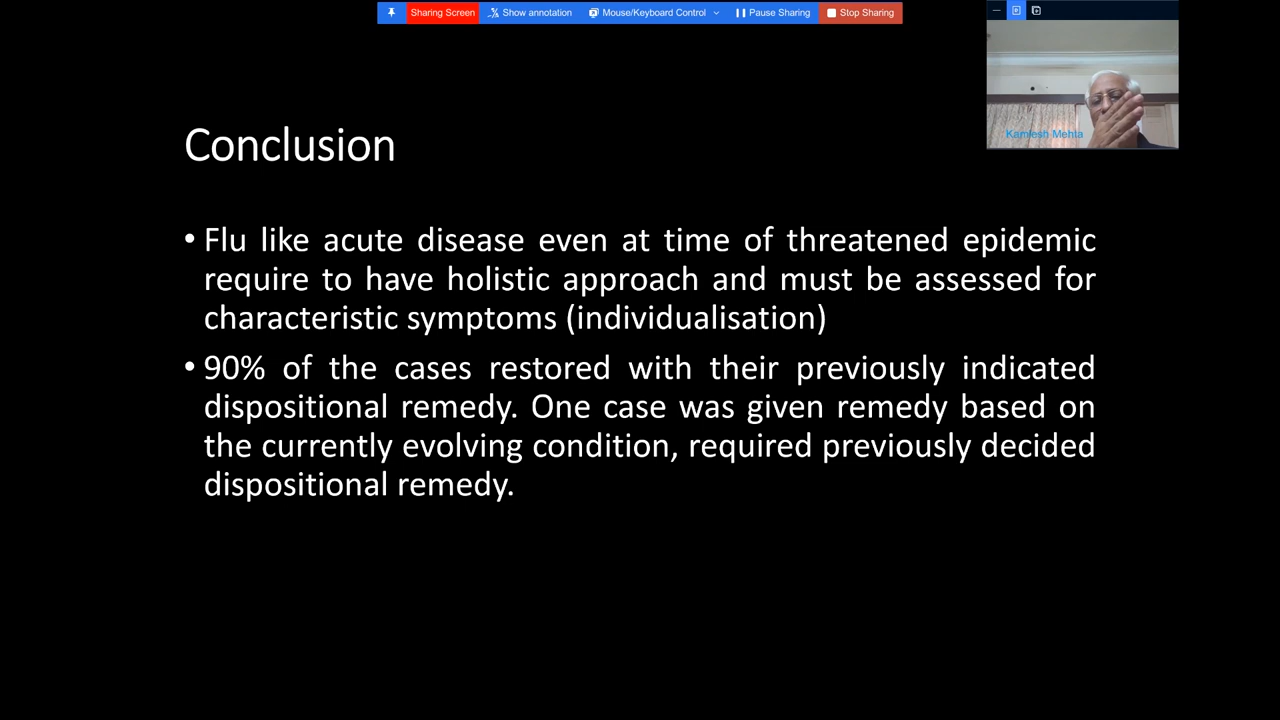 Sharing Screen
Show annotation
Mouse/Keyboard Control
Pause Sharing
Stop Sharing
Kamlesh Mehta
Conclusion
• Flu like acute disease even at time of threatened epidemic
require to have holistic approach and must be assessed for
characteristic symptoms (individualisation)
• 90% of the cases restored with their previously indicated
dispositional remedy. One case was given remedy based on
the currently evolving condition, required previously decided
dispositional remedy.